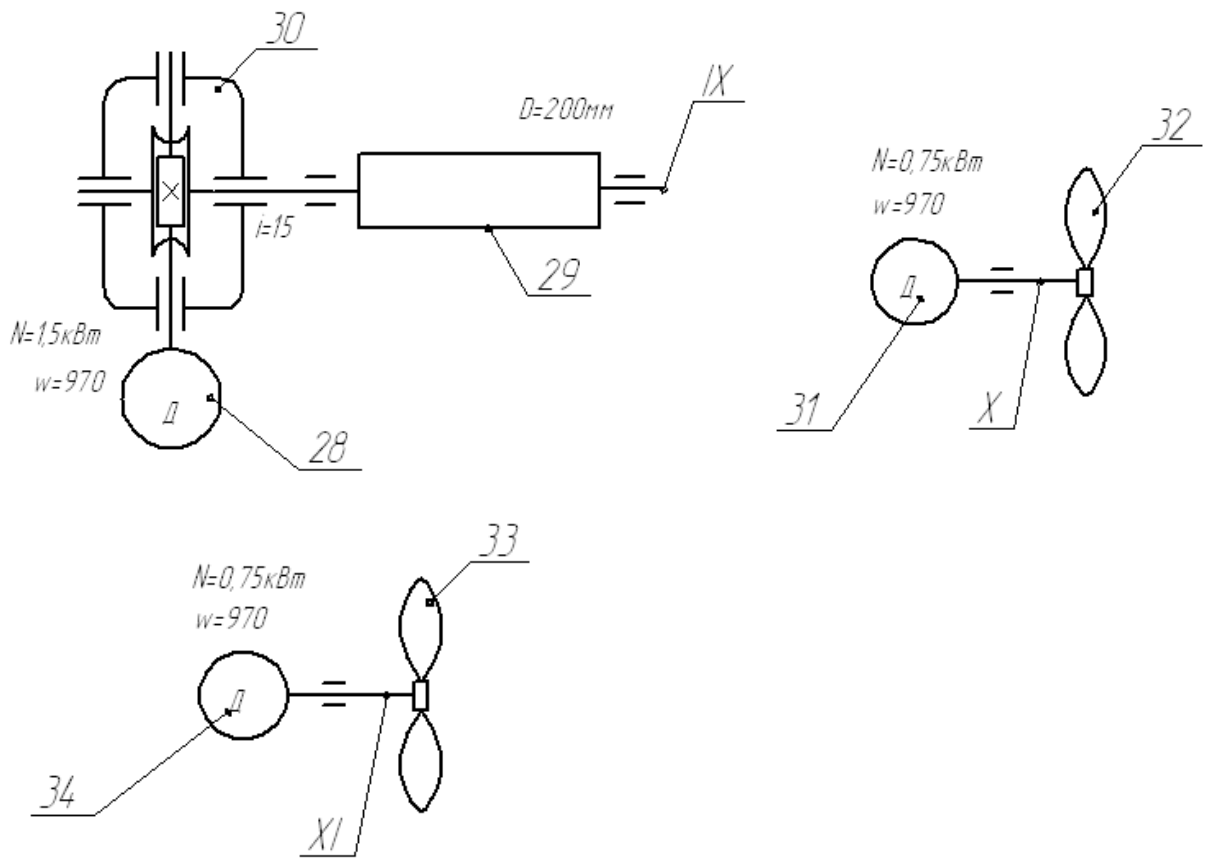 30
IX
D=200мм
32
N=0,75кВт
w=970
i=15
29
Д
N=1,5кВт
w=970
31
X
Д
28
33
N=0,75кВт
w=970
Д
34
XI